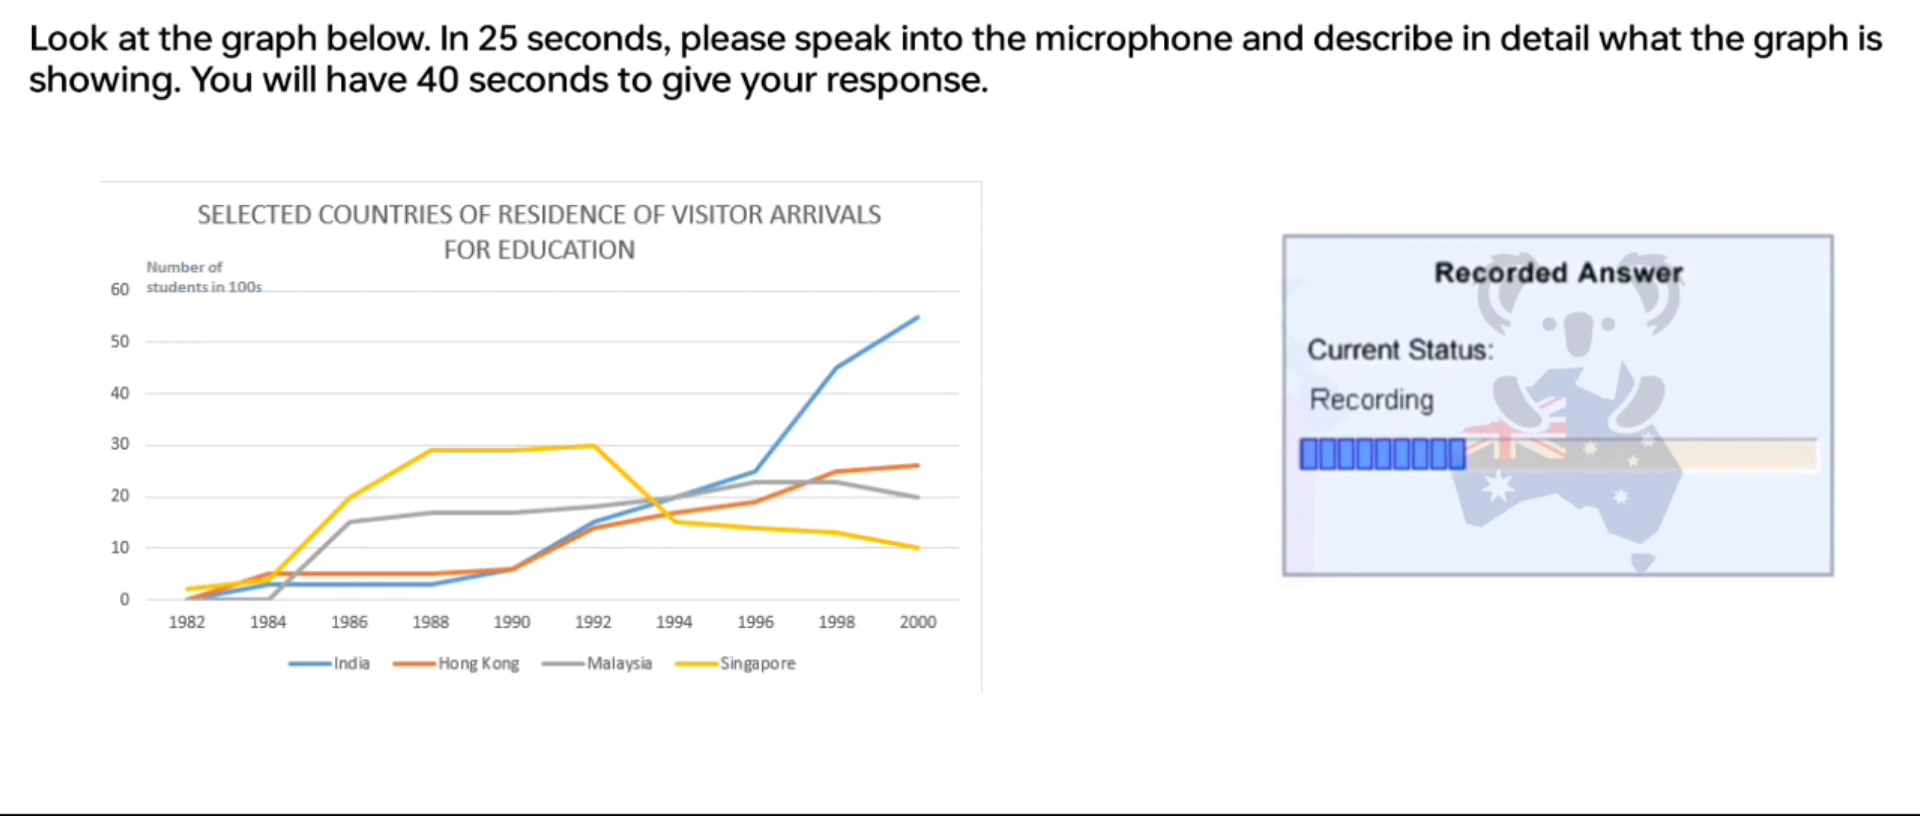 Look at the graph below. In 25 seconds, please speak into the microphone and describe in detail what the graph is
showing. You will have 40 seconds to give your response.
SELECTED COUNTRIES OF RESIDENCE OF VISITOR ARRIVALS
FOR EDUCATION
Number of
students in 100s
60
50
40
30
20
10
0
1982 1984 1986 1988 1990 1992 1994 1996 1998 2000
India Hong Kong Malaysia Singapore
Recorded Answer
Current Status:
Recording